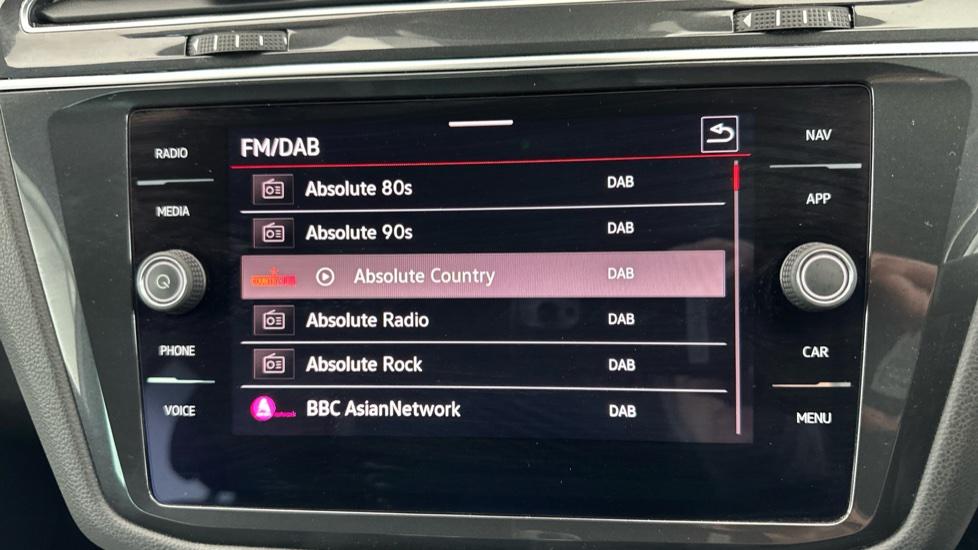 RADIO
MEDIA
PHONE
VOICE
FM/DAB
Absolute 80s DAB
Absolute 90s DAB
Absolute Country DAB
Absolute Radio DAB
Absolute Rock DAB
BBC AsianNetwork DAB
NAV
APP
CAR
MENU